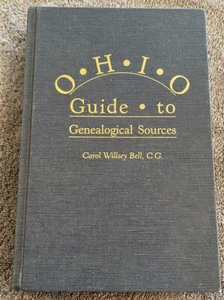 O•H•I•O
Guide • to
Genealogical Sources
Carol Willsey Bell, C.G.